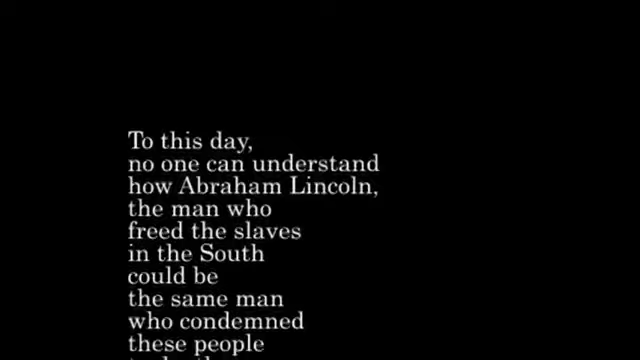 To this day,
no one can understand
how Abraham Lincoln,
the man who
freed the slaves
in the South
could be
the same man
who condemned
these people